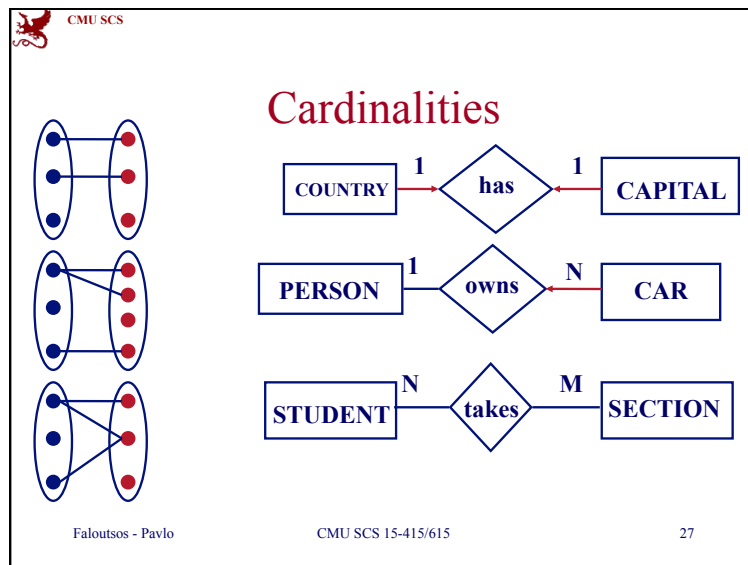 CMU SCS
Cardinalities
COUNTRY 1 has 1 CAPITAL
PERSON 1 owns N CAR
STUDENT N takes M SECTION
Faloutsos - Pavlo CMU SCS 15-415/615 27